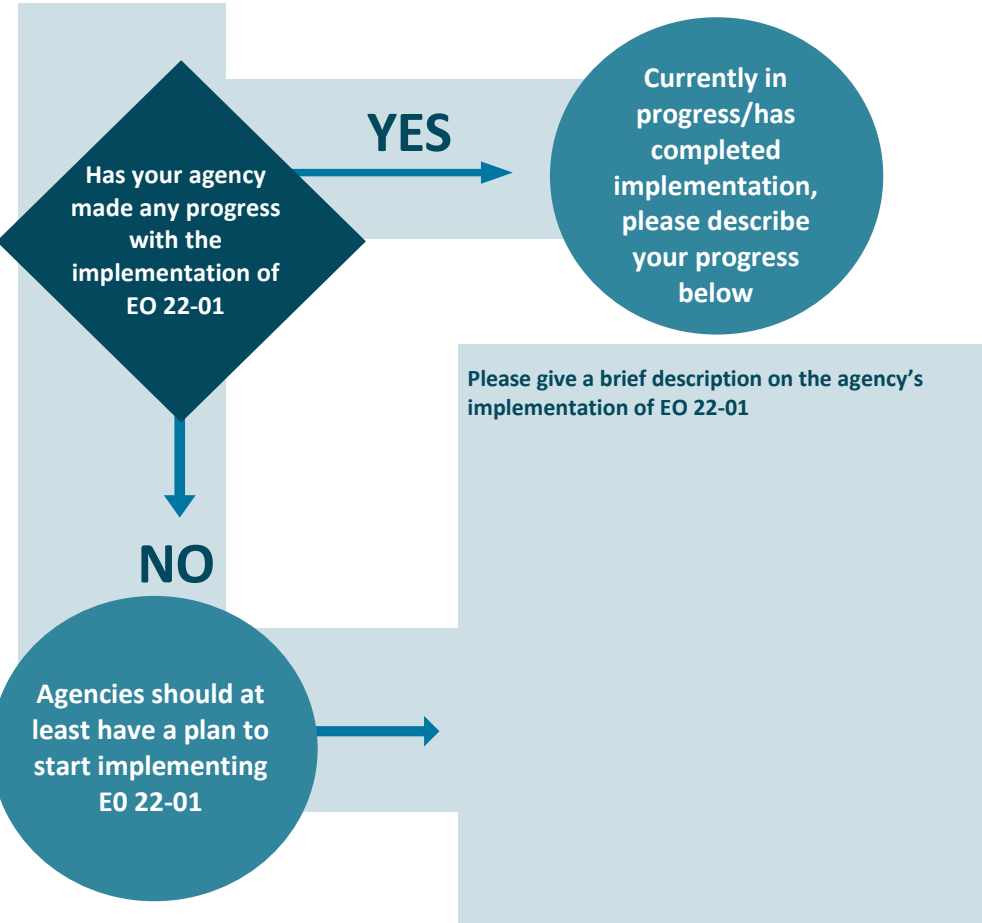 Has your agency
made any progress
with the
implementation of
EO 22-01
YES
Currently in
progress/has
completed
implementation,
please describe
your progress
below
Please give a brief description on the agency’s
implementation of EO 22-01
NO
Agencies should at
least have a plan to
start implementing
E0 22-01